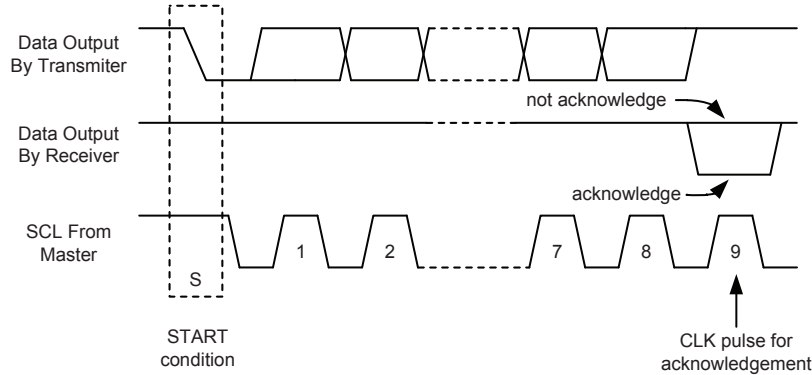 Data Output
By Transmiter
not acknowledge
Data Output
By Receiver
acknowledge
SCL From
Master
1
2
7
8
9
S
START
condition
CLK pulse for
acknowledgement